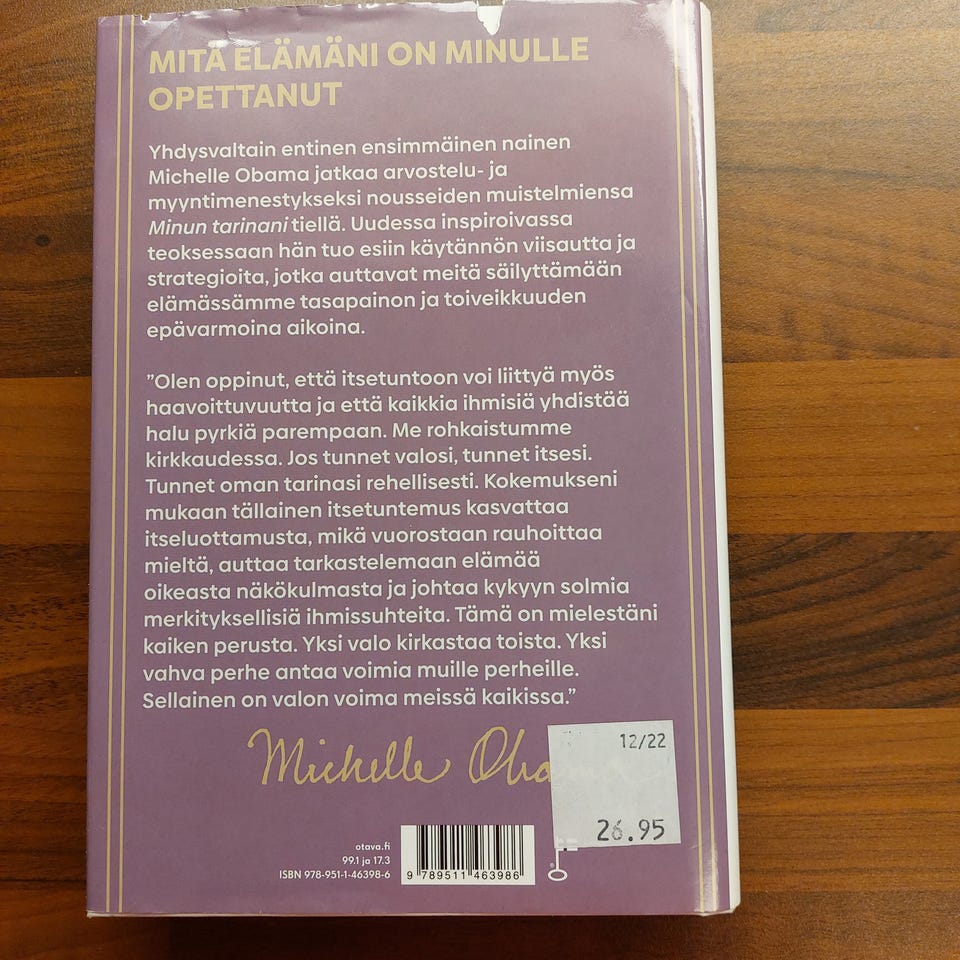 MITÄ ELÄMÄNI ON MINULLE
OPETTANUT
Yhdysvaltain entinen ensimmäinen nainen
Michelle Obama jatkaa arvostelu- ja
myyntimenestykseksi nousseiden muistelmiensa
Minun tarinani tiellä. Uudessa inspiroivassa
teoksessaan hän tuo esiin käytännön viisautta ja
strategioita, jotka auttavat meitä säilyttämään
elämässämme tasapainon ja toiveikkuuden
epävarmoina aikoina.
”Olen oppinut, että itsetuntoon voi liittyä myös
haavoittuvuutta ja että kaikkia ihmisiä yhdistää
halu pyrkiä parempaan. Me rohkaistumme
kirkkaudessa. Jos tunnet valosi, tunnet itsesi.
Tunnet oman tarinasi rehellisesti. Kokemukseni
mukaan tällainen itsetuntemus kasvattaa
itseluottamusta, mikä vuorostaan rauhoittaa
mieltä, auttaa tarkastelemaan elämää
oikeasta näkökulmasta ja johtaa kykyyn solmia
merkityksellisiä ihmissuhteita. Tämä on mielestäni
kaiken perusta. Yksi valo kirkastaa toista. Yksi
vahva perhe antaa voimia muille perheille.
Sellainen on valon voima meissä kaikissa.”
Michelle Obama
12/22
26.95
otava.fi
99.1 ja 17.3
ISBN 978-951-1-46398-6
9 789511 463986